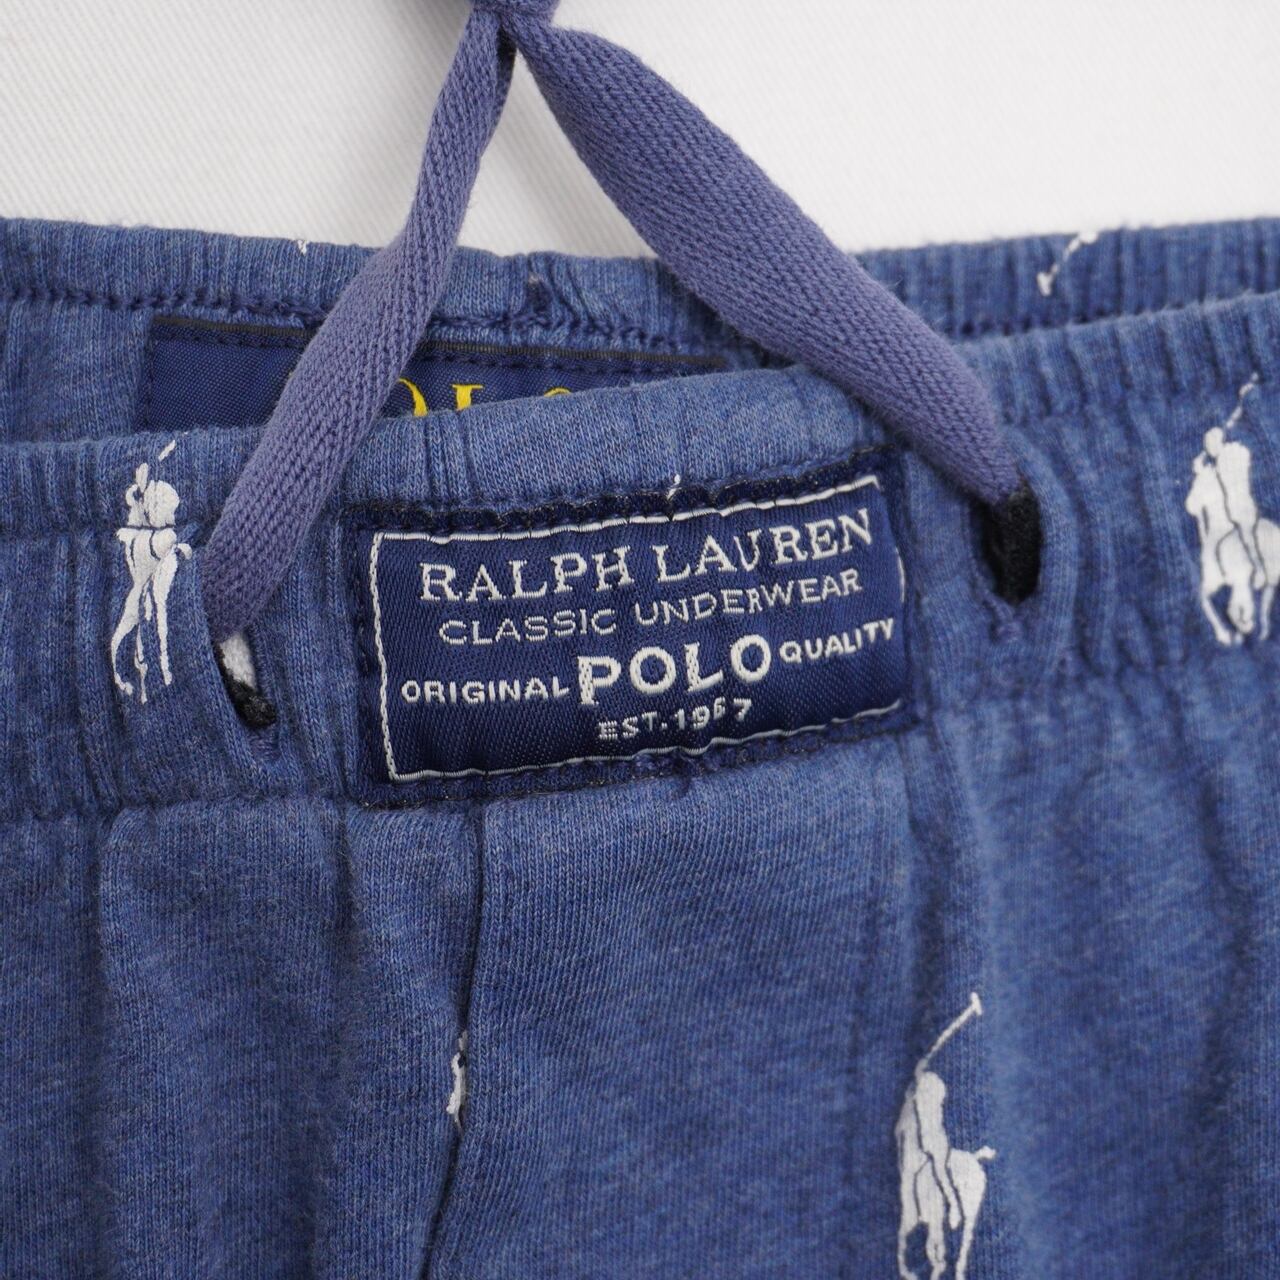 RALPH LAUREN
CLASSIC UNDERWEAR
ORIGINAL POLO QUALITY
EST. 1967